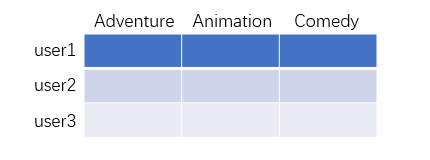 Adventure Animation Comedy
user1
user2
user3